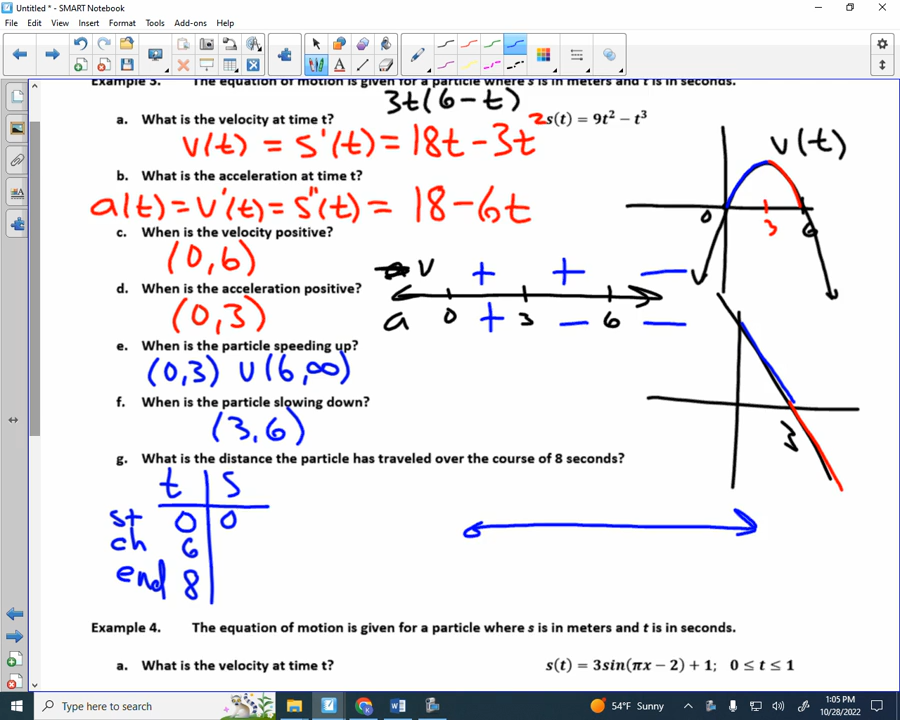 Untitled * - SMART Notebook
File Edit View Insert Format Tools Add-ons Help
Example 3. The equation of motion is given for a particle where s is in meters and t is in seconds.
3t(6-t)
a. What is the velocity at time t? s(t) = 9t² − t³
v(t) = s'(t) = 18t - 3t²
v(t)
b. What is the acceleration at time t?
a(t) = v'(t) = s"(t) = 18 - 6t
0 3 6
c. When is the velocity positive?
(0,6)
v + + −
d. When is the acceleration positive?
(0,3)
a 0 + 3 − 6 −
e. When is the particle speeding up?
(0,3) U (6,∞)
f. When is the particle slowing down?
(3,6)
3
g. What is the distance the particle has traveled over the course of 8 seconds?
t s
st 0 0
ch 6
end 8
Example 4. The equation of motion is given for a particle where s is in meters and t is in seconds.
a. What is the velocity at time t? s(t) = 3sin(πx − 2) + 1; 0 ≤ t ≤ 1
Type here to search
54°F Sunny
1:05 PM
10/28/2022